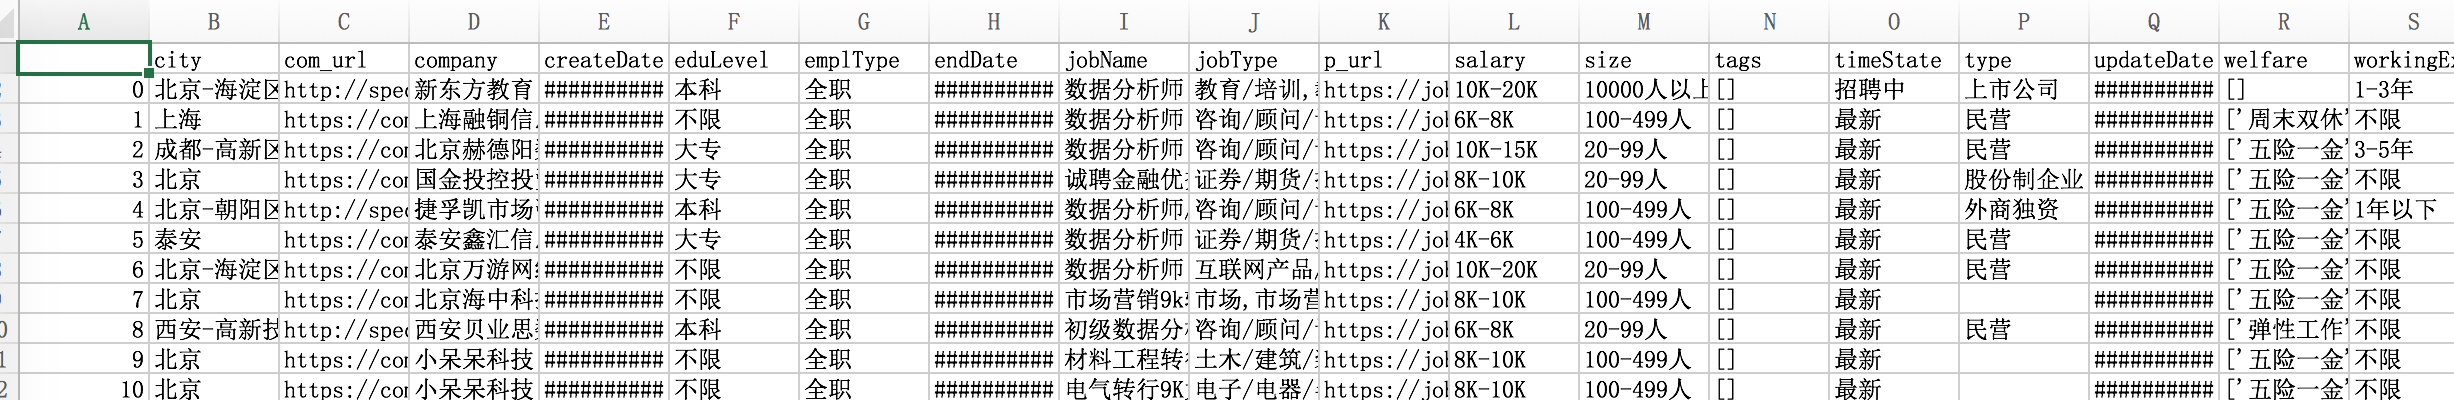 A B C D E F G H I J K L M N O P Q R S
city com_url company createDate eduLevel emplType endDate jobName jobType p_url salary size tags timeState type updateDate welfare workingEx
0 北京-海淀区 http://spe 新东方教育 ########## 本科 全职 ########## 数据分析师 教育/培训, https://jo 10K-20K 10000人以上 [] 招聘中 上市公司 ########## [] 1-3年
1 上海 https://co 上海融铜信 ########## 不限 全职 ########## 数据分析师 咨询/顾问/ https://jo 6K-8K 100-499人 [] 最新 民营 ########## ['周末双休' 不限
2 成都-高新区 https://co 北京赫德阳 ########## 大专 全职 ########## 数据分析师 咨询/顾问/ https://jo 10K-15K 20-99人 [] 最新 民营 ########## ['五险一金' 3-5年
3 北京 https://co 国金投控投 ########## 大专 全职 ########## 诚聘金融优 证券/期货/ https://jo 8K-10K 20-99人 [] 最新 股份制企业 ########## ['五险一金' 不限
4 北京-朝阳区 http://spe 捷孚凯市场 ########## 本科 全职 ########## 数据分析师/ 咨询/顾问/ https://jo 6K-8K 100-499人 [] 最新 外商独资 ########## ['五险一金' 1年以下
5 泰安 https://co 泰安鑫汇信 ########## 大专 全职 ########## 数据分析师 证券/期货/ https://jo 4K-6K 100-499人 [] 最新 民营 ########## ['五险一金' 不限
6 北京-海淀区 https://co 北京万游网 ########## 不限 全职 ########## 数据分析师 互联网产品/ https://jo 10K-20K 20-99人 [] 最新 民营 ########## ['五险一金' 不限
7 北京 https://co 北京海中科 ########## 不限 全职 ########## 市场营销9k 市场,市场营 https://jo 8K-10K 100-499人 [] 最新 ########## ['五险一金' 不限
8 西安-高新技 http://spe 西安贝业思 ########## 本科 全职 ########## 初级数据分 咨询/顾问/ https://jo 6K-8K 20-99人 [] 最新 民营 ########## ['弹性工作' 不限
9 北京 https://co 小呆呆科技 ########## 不限 全职 ########## 材料工程转 土木/建筑/ https://jo 8K-10K 100-499人 [] 最新 ########## ['五险一金' 不限
10 北京 https://co 小呆呆科技 ########## 不限 全职 ########## 电气转行9K 电子/电器/ https://jo 8K-10K 100-499人 [] 最新 ########## ['五险一金' 不限